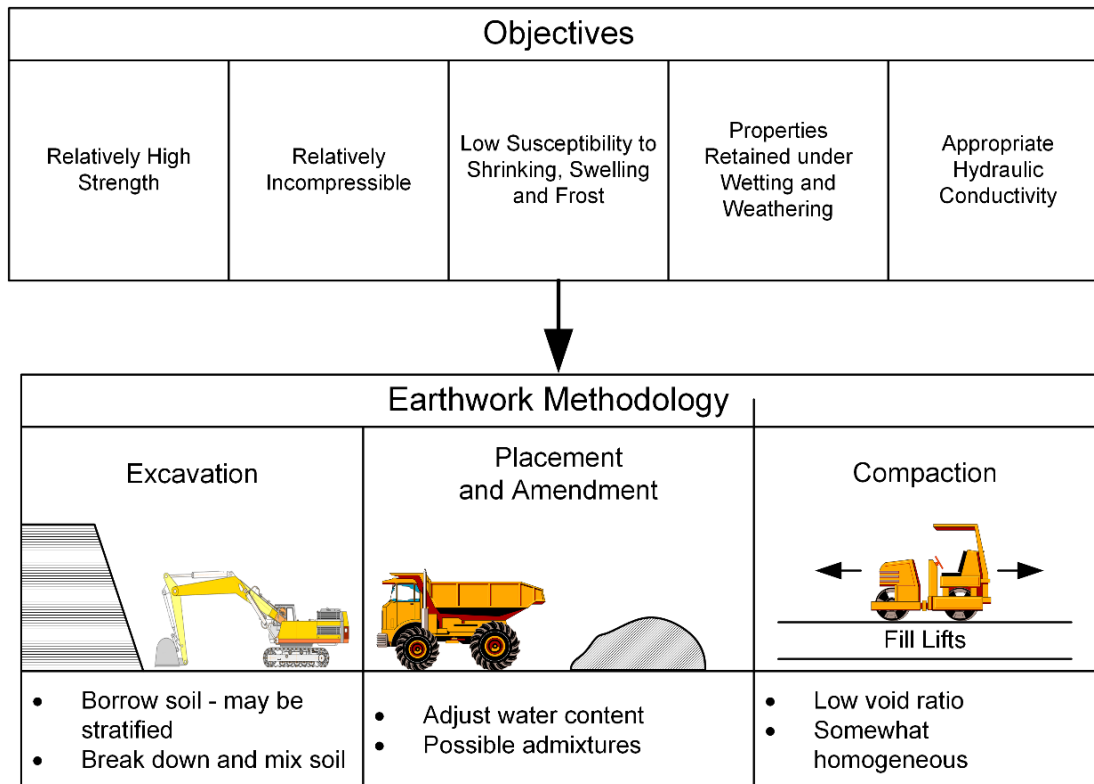 Objectives
Relatively High
Strength
Relatively
Incompressible
Low Susceptibility to
Shrinking, Swelling
and Frost
Properties
Retained under
Wetting and
Weathering
Appropriate
Hydraulic
Conductivity
Earthwork Methodology
Excavation
Placement
and Amendment
Compaction
Fill Lifts
• Borrow soil - may be
stratified
• Break down and mix soil
• Adjust water content
• Possible admixtures
• Low void ratio
• Somewhat
homogeneous